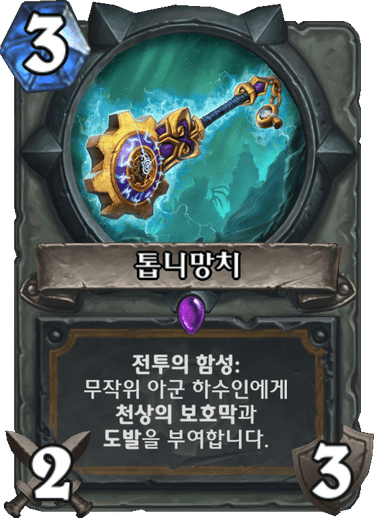 3
톱니망치
전투의 함성:
무작위 아군 하수인에게
천상의 보호막과
도발을 부여합니다.
2
3